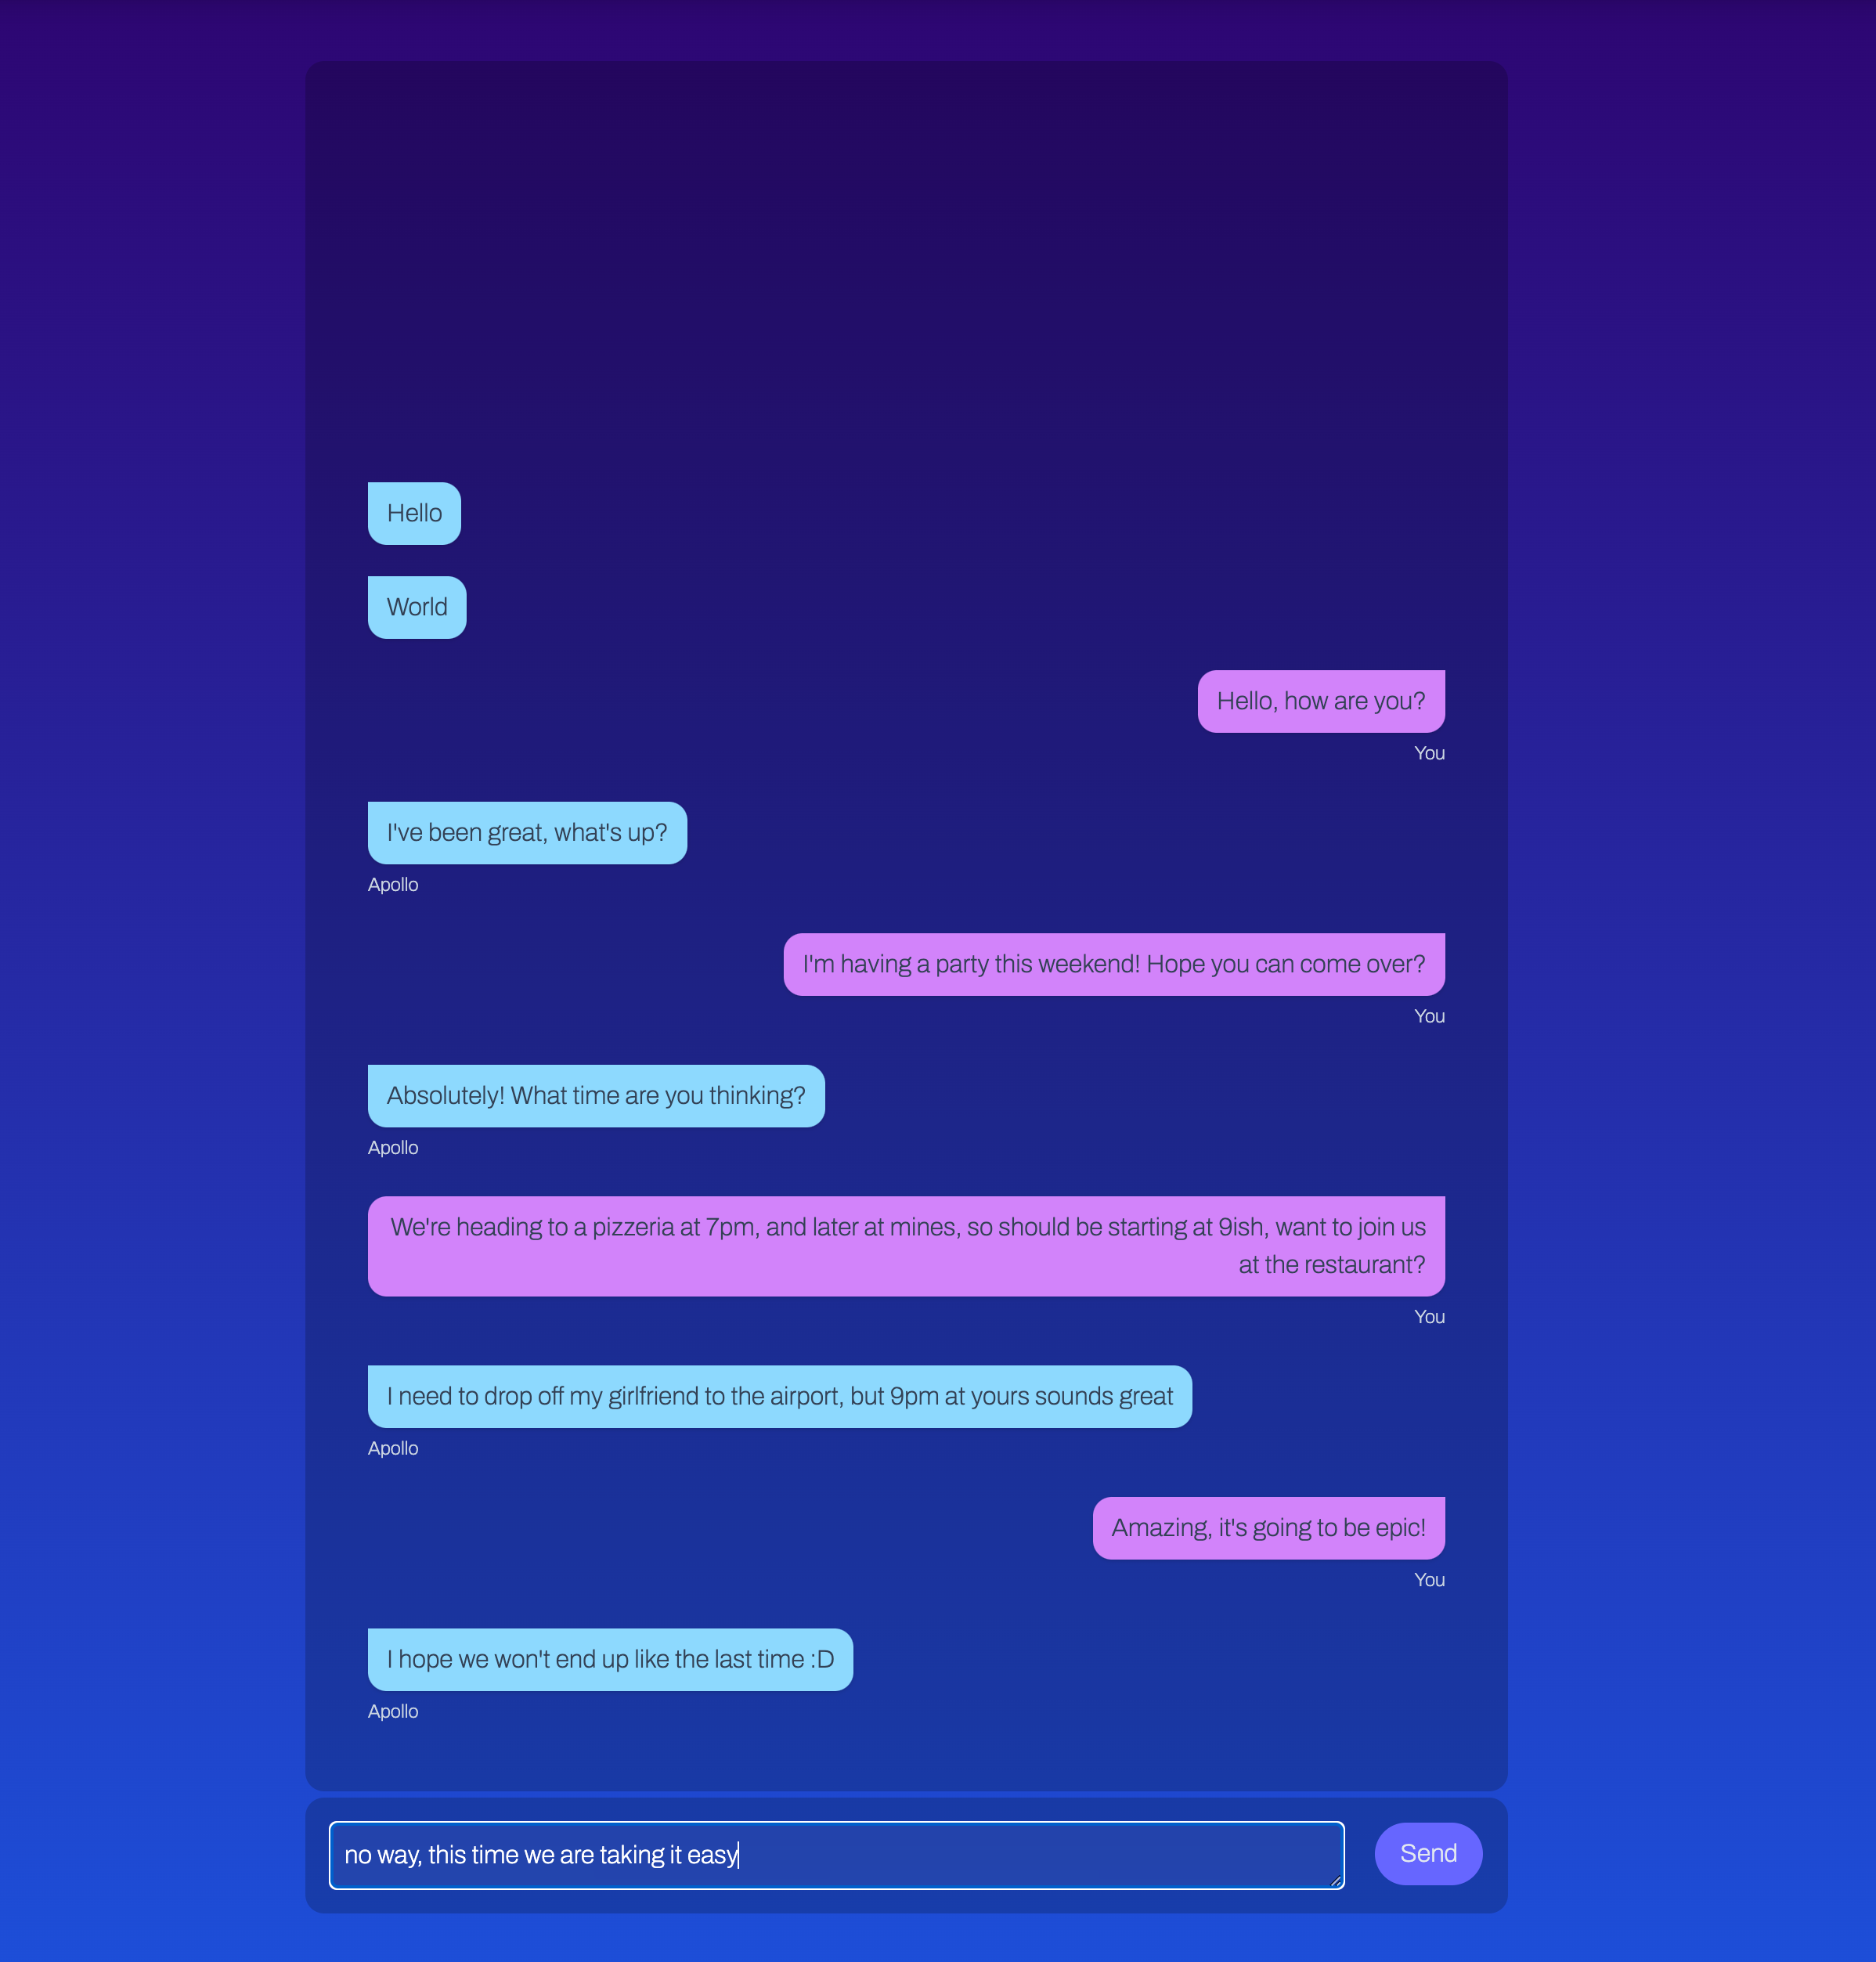 Hello
World
Hello, how are you?
You
I've been great, what's up?
Apollo
I'm having a party this weekend! Hope you can come over?
You
Absolutely! What time are you thinking?
Apollo
We're heading to a pizzeria at 7pm, and later at mines, so should be starting at 9ish, want to join us
at the restaurant?
You
I need to drop off my girlfriend to the airport, but 9pm at yours sounds great
Apollo
Amazing, it's going to be epic!
You
I hope we won't end up like the last time :D
Apollo
no way, this time we are taking it easy
Send